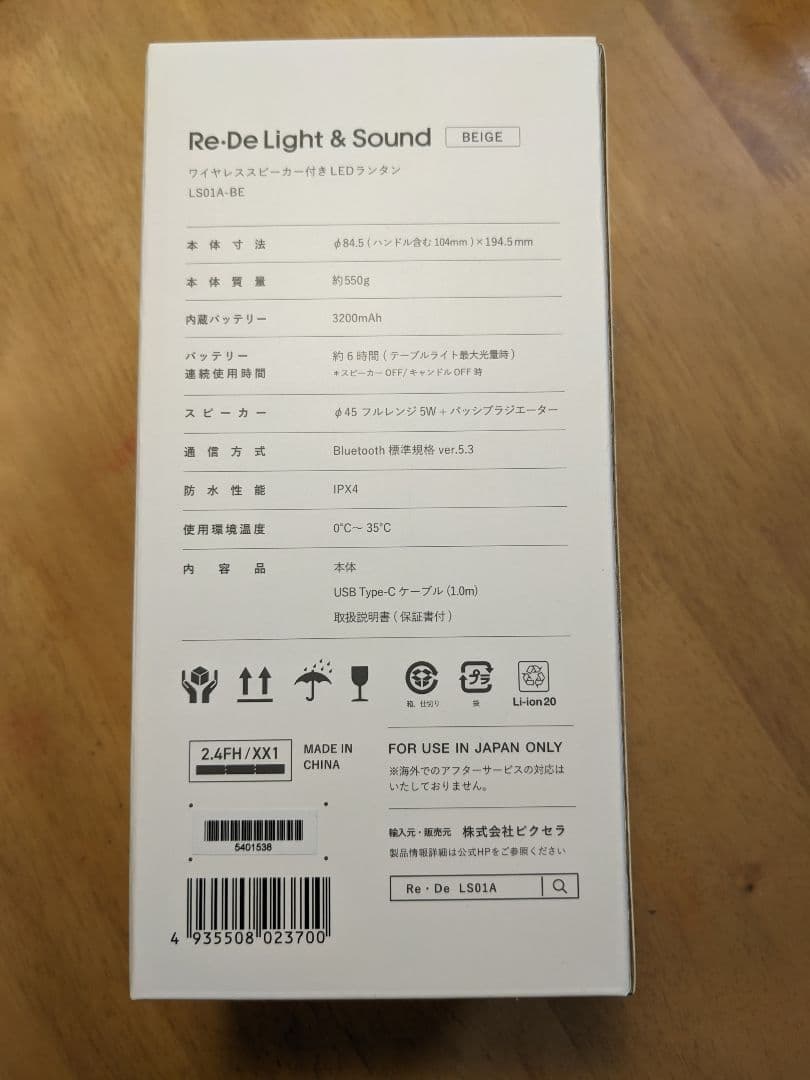 Re・De Light & Sound BEIGE
ワイヤレススピーカー付きLEDランタン
LS01A-BE
本体寸法 φ84.5(ハンドル含む104mm)×194.5mm
本体質量 約550g
内蔵バッテリー 3200mAh
バッテリー
連続使用時間
約6時間(テーブルライト最大光量時)
*スピーカーOFF/キャンドルOFF時
スピーカー φ45 フルレンジ 5W + パッシブラジエーター
通信方式 Bluetooth 標準規格 ver.5.3
防水性能 IPX4
使用環境温度 0°C〜35°C
内容品 本体
USB Type-C ケーブル (1.0m)
取扱説明書(保証書付)
箱、仕切り
プラ
袋
Li-ion20
2.4FH/XX1
MADE IN
CHINA
FOR USE IN JAPAN ONLY
※海外でのアフターサービスの対応は
いたしておりません。
5401538
輸入元・販売元 株式会社ピクセラ
製品情報詳細は公式HPをご参照ください
Re・De LS01A
4 935508 023700